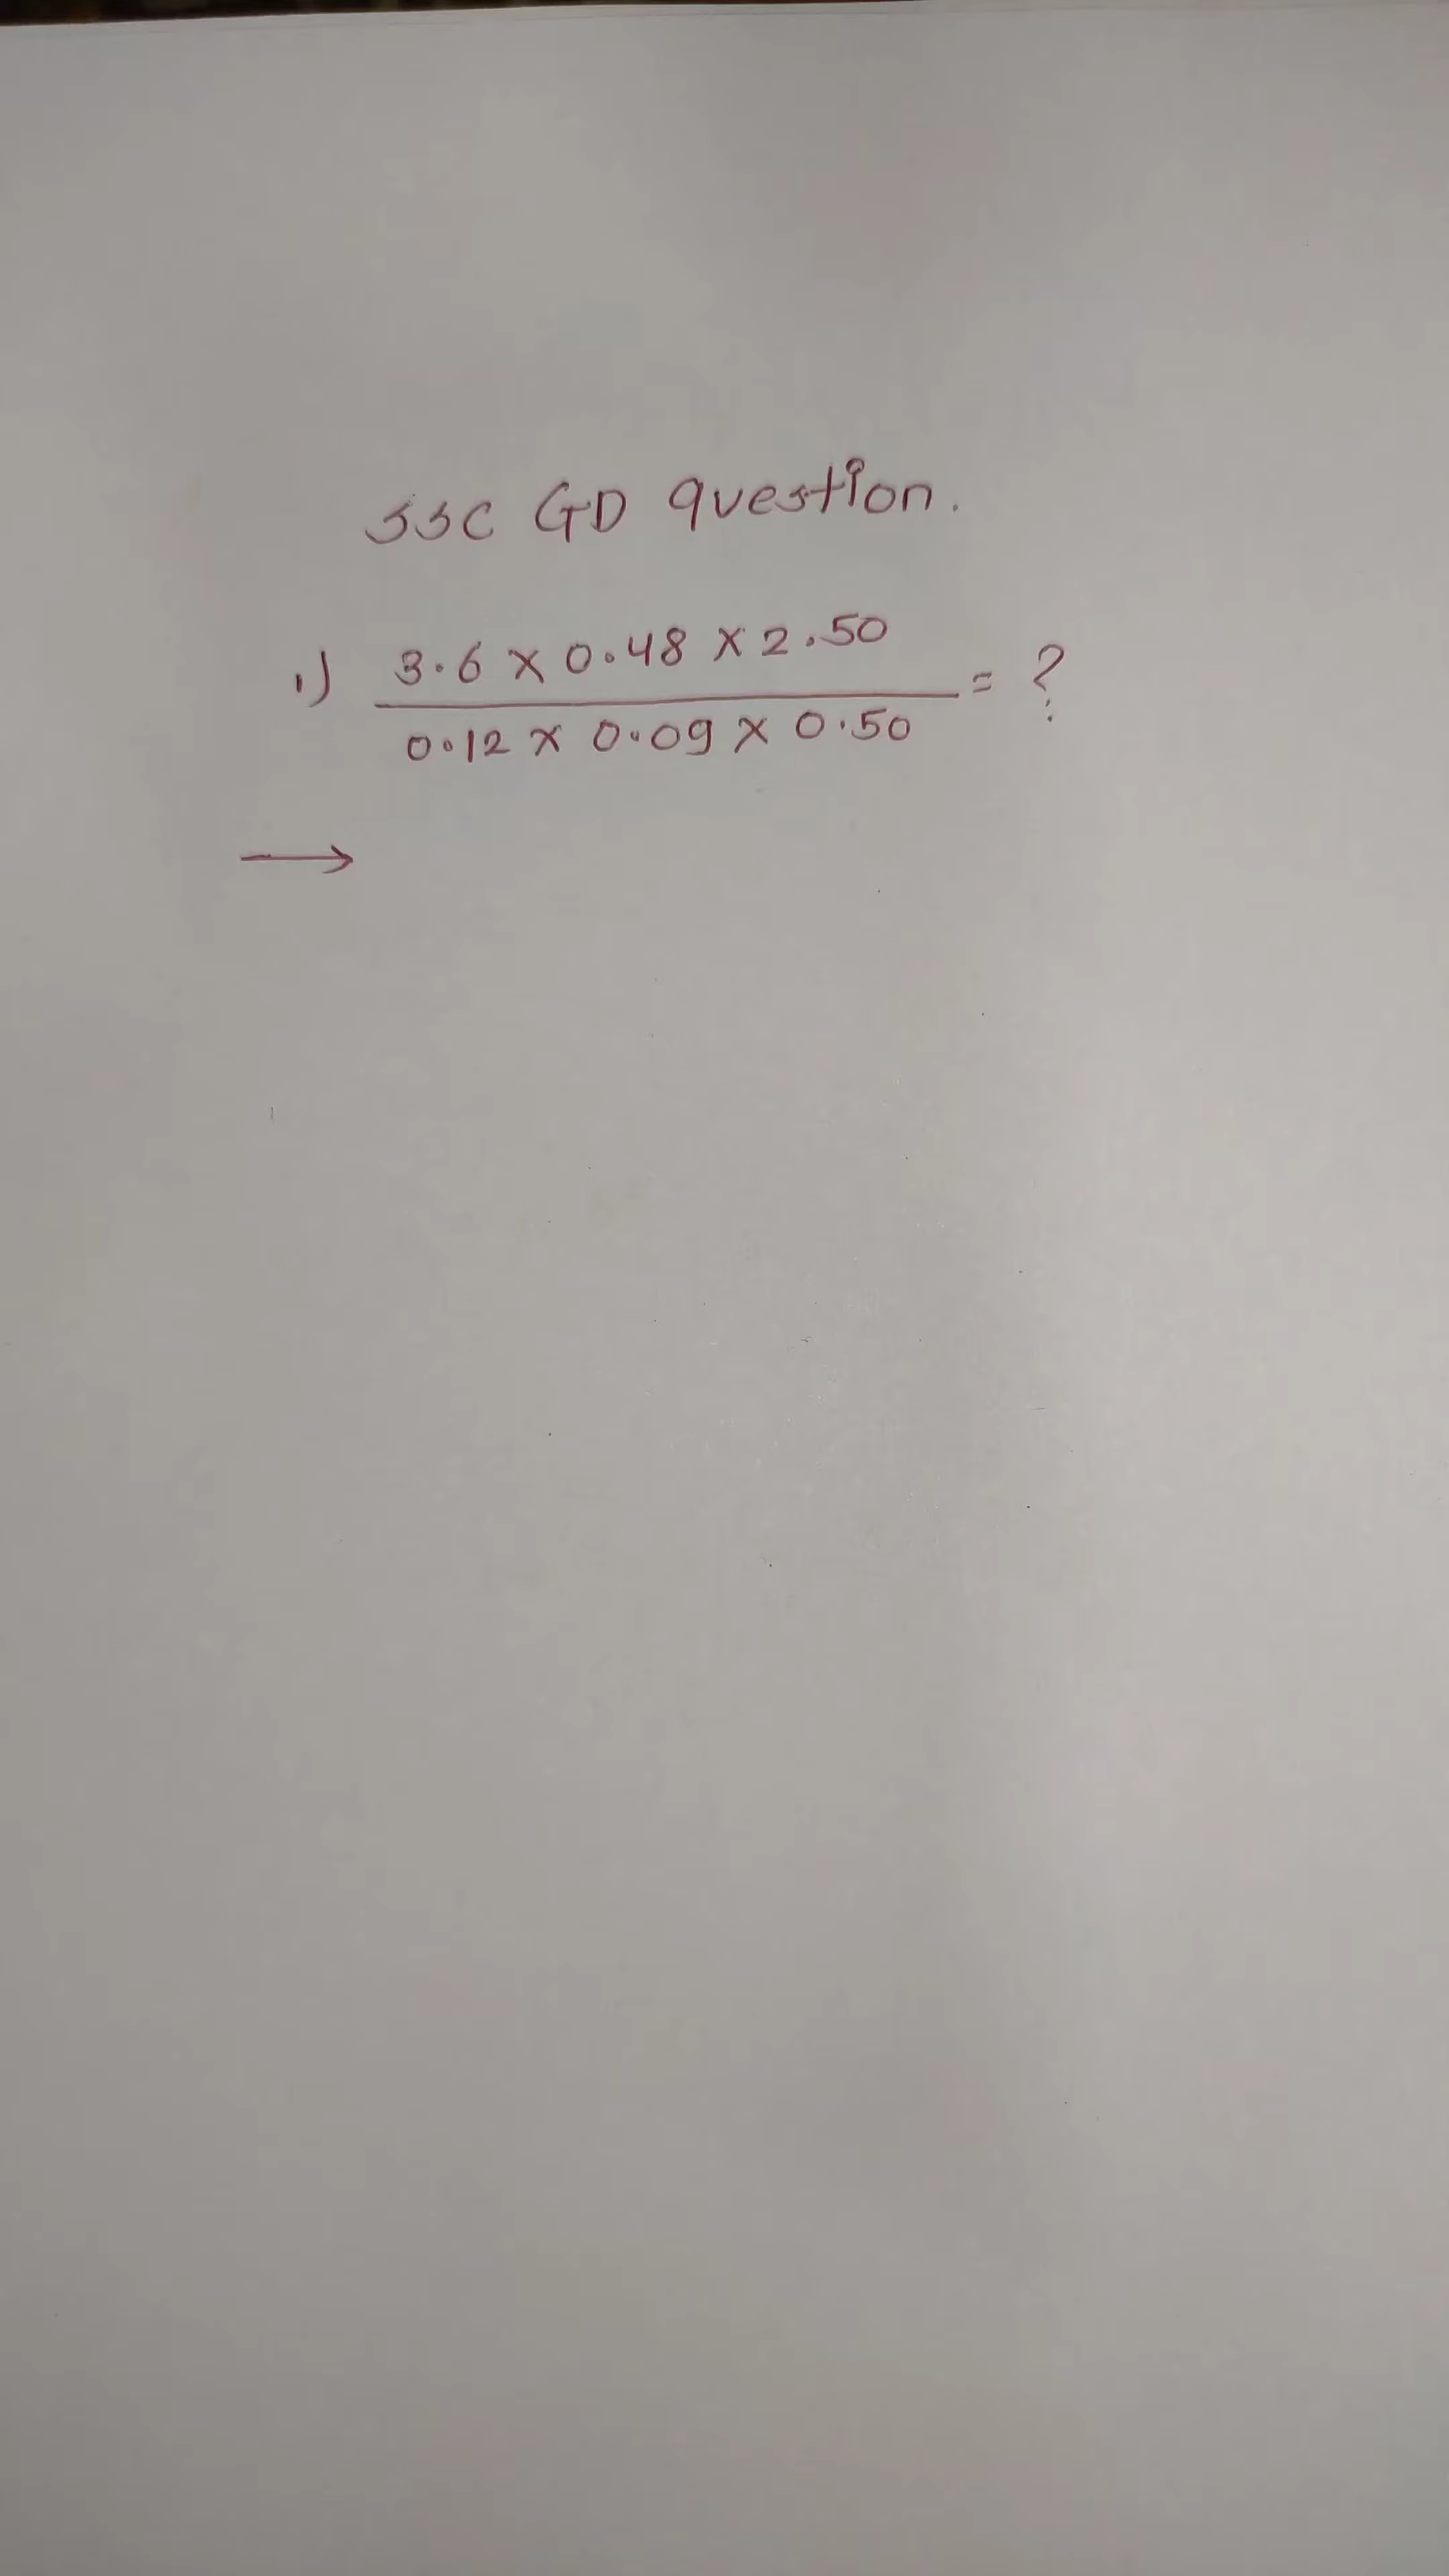 SSC GD question.
1) 3.6 × 0.48 × 2.50
0.12 × 0.09 × 0.50 = ?
→